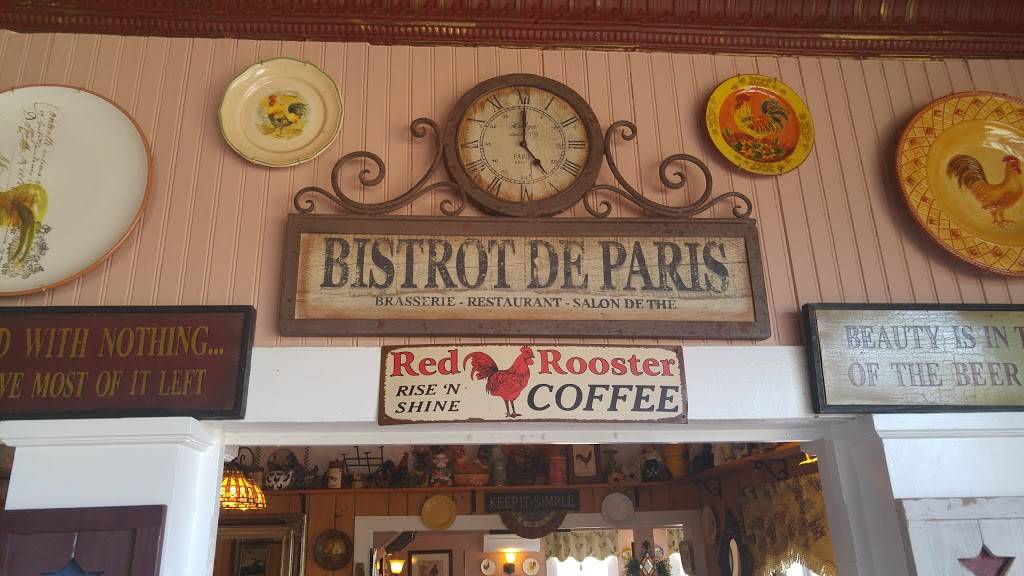 PARIS
BISTROT DE PARIS
BRASSERIE - RESTAURANT - SALON DE THE
D WITH NOTHING...
VE MOST OF IT LEFT
Red Rooster
RISE 'N
SHINE
COFFEE
BEAUTY IS IN T
OF THE BEER
KEEP IT SIMPLE